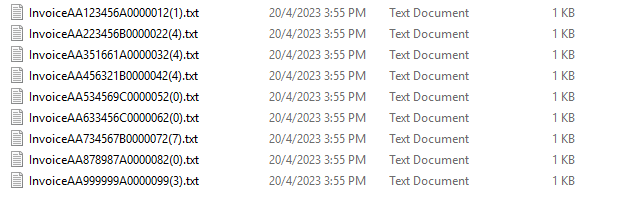 InvoiceAA123456A0000012(1).txt 20/4/2023 3:55 PM Text Document 1 KB
InvoiceAA223456B0000022(4).txt 20/4/2023 3:55 PM Text Document 1 KB
InvoiceAA351661A0000032(4).txt 20/4/2023 3:55 PM Text Document 1 KB
InvoiceAA456321B0000042(4).txt 20/4/2023 3:55 PM Text Document 1 KB
InvoiceAA534569C0000052(0).txt 20/4/2023 3:55 PM Text Document 1 KB
InvoiceAA633456C0000062(0).txt 20/4/2023 3:55 PM Text Document 1 KB
InvoiceAA734567B0000072(7).txt 20/4/2023 3:55 PM Text Document 1 KB
InvoiceAA878987A0000082(0).txt 20/4/2023 3:55 PM Text Document 1 KB
InvoiceAA999999A0000099(3).txt 20/4/2023 3:55 PM Text Document 1 KB